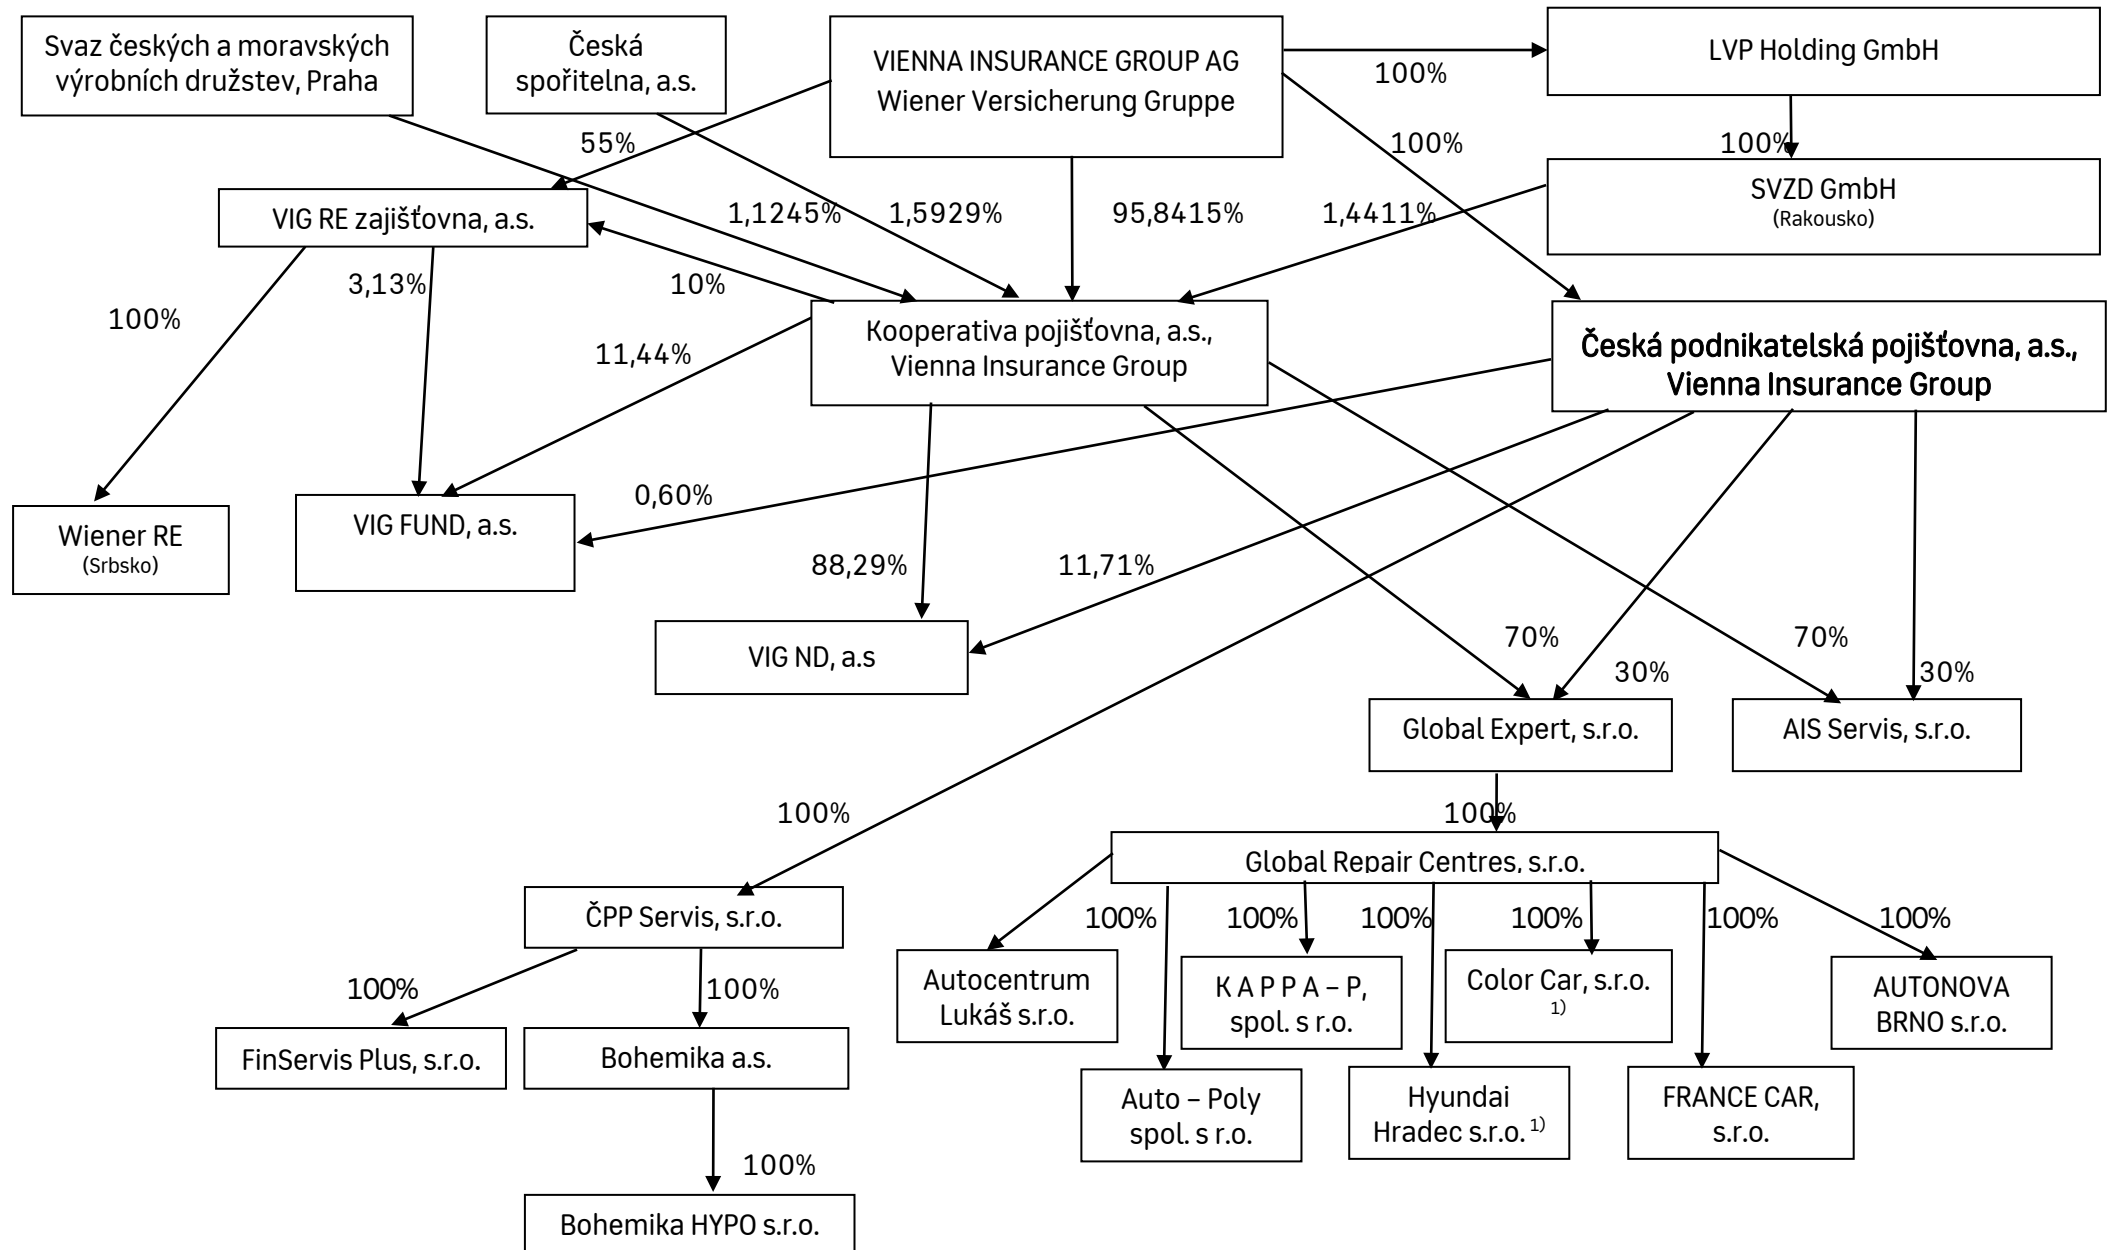 Svaz českých a moravských
výrobních družstev, Praha
Česká
spořitelna, a.s.
VIENNA INSURANCE GROUP AG
Wiener Versicherung Gruppe
LVP Holding GmbH
100%
55%
100%
100%
VIG RE zajišťovna, a.s.
1,1245%
1,5929%
95,8415%
1,4411%
SVZD GmbH
(Rakousko)
3,13%
10%
100%
11,44%
Kooperativa pojišťovna, a.s.,
Vienna Insurance Group
Česká podnikatelská pojišťovna, a.s.,
Vienna Insurance Group
0,60%
Wiener RE
(Srbsko)
VIG FUND, a.s.
88,29%
11,71%
VIG ND, a.s
70%
30%
70%
30%
Global Expert, s.r.o.
AIS Servis, s.r.o.
100%
100%
Global Repair Centres, s.r.o.
ČPP Servis, s.r.o.
100%
100%
100%
100%
100%
100%
100%
100%
Autocentrum
Lukáš s.r.o.
K A P P A – P,
spol. s r.o.
Color Car, s.r.o.
1)
AUTONOVA
BRNO s.r.o.
FinServis Plus, s.r.o.
Bohemika a.s.
Auto – Poly
spol. s r.o.
Hyundai
Hradec s.r.o. 1)
FRANCE CAR,
s.r.o.
100%
Bohemika HYPO s.r.o.